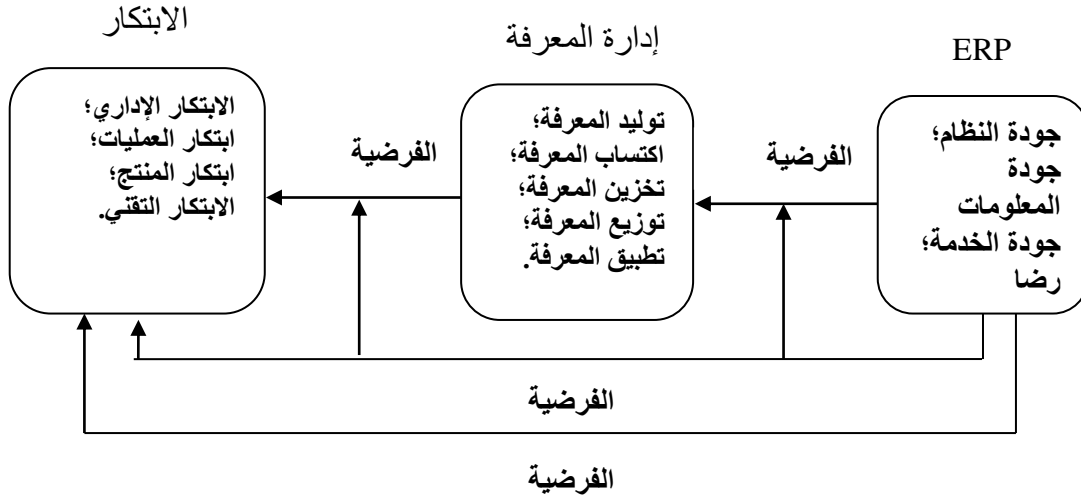 ERP
جودة النظام؛
جودة
المعلومات
جودة الخدمة؛
رضا
الفرضية
إدارة المعرفة
توليد المعرفة؛
اكتساب المعرفة؛
تخزين المعرفة؛
توزيع المعرفة؛
تطبيق المعرفة.
الفرضية
الابتكار
الابتكار الإداري؛
ابتكار العمليات؛
ابتكار المنتج؛
الابتكار التقني.
الفرضية
الفرضية